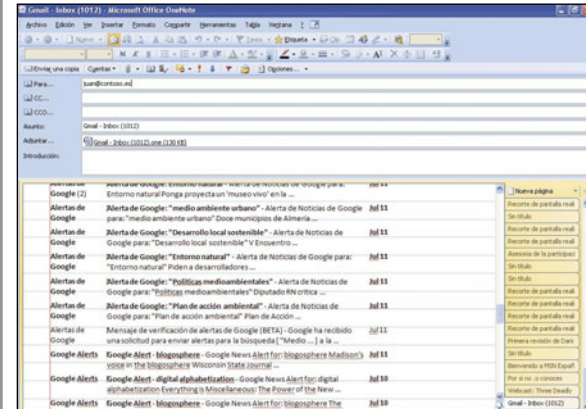 Gmail - Inbox (1012) - Microsoft Office OneNote
Archivo Edición Ver Insertar Formato Compartir Herramientas Tabla Ventana ?
Nuevo Tareas Etiqueta
N K S
Enviar una copia Cuentas Opciones...
Para... juan@contoso.es
CC...
CCO...
Asunto: Gmail - Inbox (1012)
Adjuntar... Gmail - Inbox (1012).one (130 KB)
Introducción:
Alertas de Alerta de Google: Entorno natural - Alerta de Noticias de Google para: Jul 11
Google (2) Entorno natural Ponga proyecta un 'museo vivo' en la ...
Alertas de Alerta de Google: "medio ambiente urbano" - Alerta de Noticias de Google Jul 11
Google para: "medio ambiente urbano" Doce municipios de Almería ...
Alertas de Alerta de Google: "Desarrollo local sostenible" - Alerta de Noticias de Jul 11
Google Google para: "Desarrollo local sostenible" V Encuentro ...
Alertas de Alerta de Google: "Entorno natural" - Alerta de Noticias de Google para: Jul 11
Google "Entorno natural" Piden a desarrolladores ...
Alertas de Alerta de Google: "Políticas medioambientales" - Alerta de Noticias de Jul 11
Google Google para: "Políticas medioambientales" Diputado RN critica ...
Alertas de Alerta de Google: "Plan de acción ambiental" - Alerta de Noticias de Jul 11
Google Google para: "Plan de acción ambiental" Plan de Acción ...
Alertas de Mensaje de verificación de alertas de Google (BETA) - Google ha recibido Jul 11
Google una solicitud para enviar alertas para la búsqueda [ "Medio ... ] a la ...
Google Alerts Google Alert - blogosphere - Google News Alert for: blogosphere Madison's Jul 11
voice in the blogosphere Wisconsin State Journal ...
Google Alerts Google Alert - digital alphabetization - Google News Alert for: digital Jul 10
alphabetization Everything is Miscellaneous: The Power of the New ...
Google Alerts Google Alert - blogosphere - Google News Alert for: blogosphere The Jul 10
Nueva página
Recorte de pantalla real
Sin título
Recorte de pantalla real
Recorte de pantalla real
Asesoria de la participaci
Sin título
Sin título
Recorte de pantalla real
Recorte de pantalla real
Recorte de pantalla real
Primera revisión de Dani
Sin título
Bienvenido a MSN Españ
Por si no o conoces
Webcast: Three Deadly
Gmail - Inbox (1012)